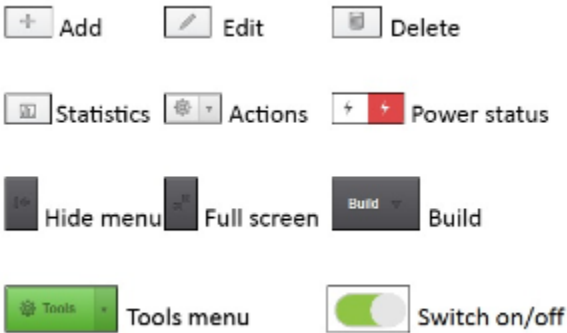 Add Edit Delete
Statistics Actions Power status
Hide menu Full screen Build Build
Tools Tools menu Switch on/off